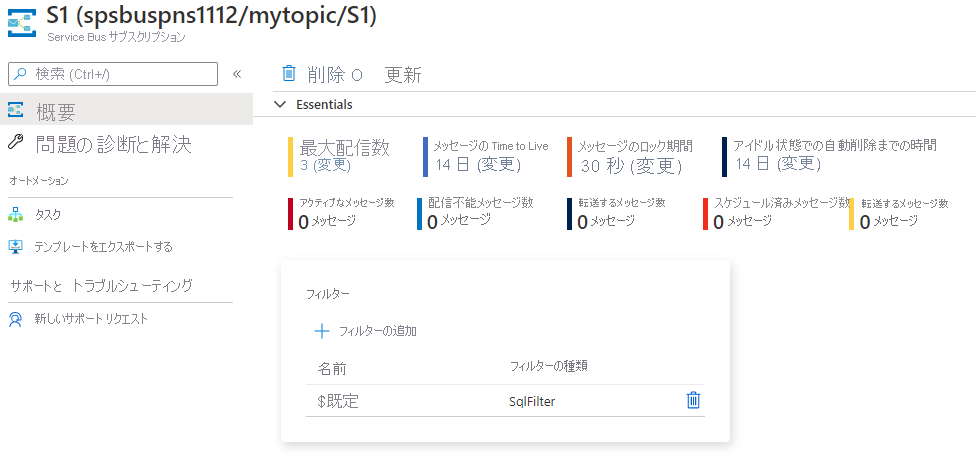 S1 (spsbuspns1112/mytopic/S1)
Service Bus サブスクリプション
検索 (Ctrl+/)
«
削除 O 更新
概要
Essentials
問題の診断と解決
最大配信数
3 (変更)
メッセージの Time to Live
14 日 (変更)
メッセージのロック期間
30 秒 (変更)
アイドル状態での自動削除までの時間
14 日 (変更)
オートメーション
タスク
テンプレートをエクスポートする
アクティブなメッセージ数
0 メッセージ
配信不能メッセージ数
0 メッセージ
転送するメッセージ数
0 メッセージ
スケジュール済みメッセージ数
0 メッセージ
転送するメッセージ数
0 メッセージ
サポートと トラブルシューティング
新しいサポート リクエスト
フィルター
フィルターの追加
名前 フィルターの種類
$既定 SqlFilter